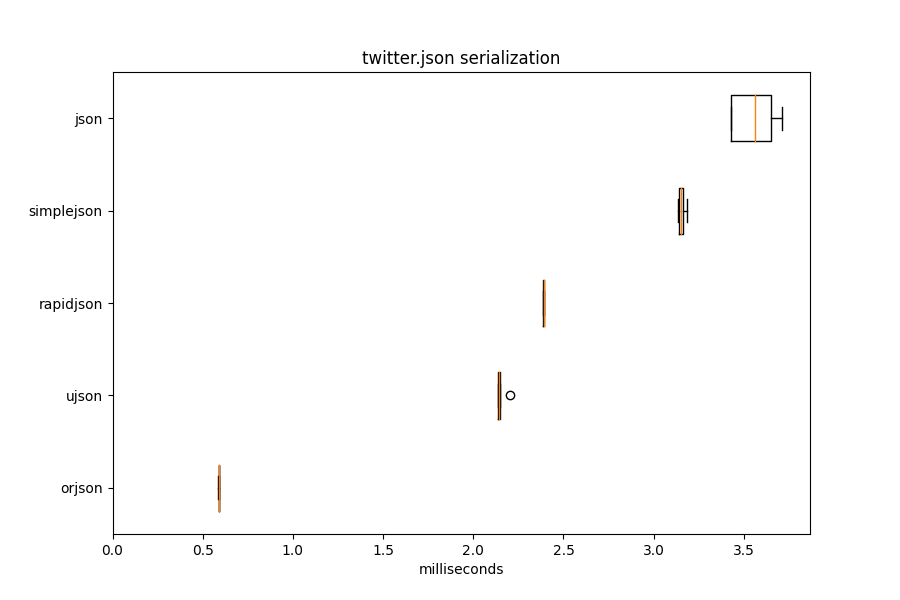 twitter.json serialization
json
simplejson
rapidjson
ujson
orjson
0.0 0.5 1.0 1.5 2.0 2.5 3.0 3.5
milliseconds